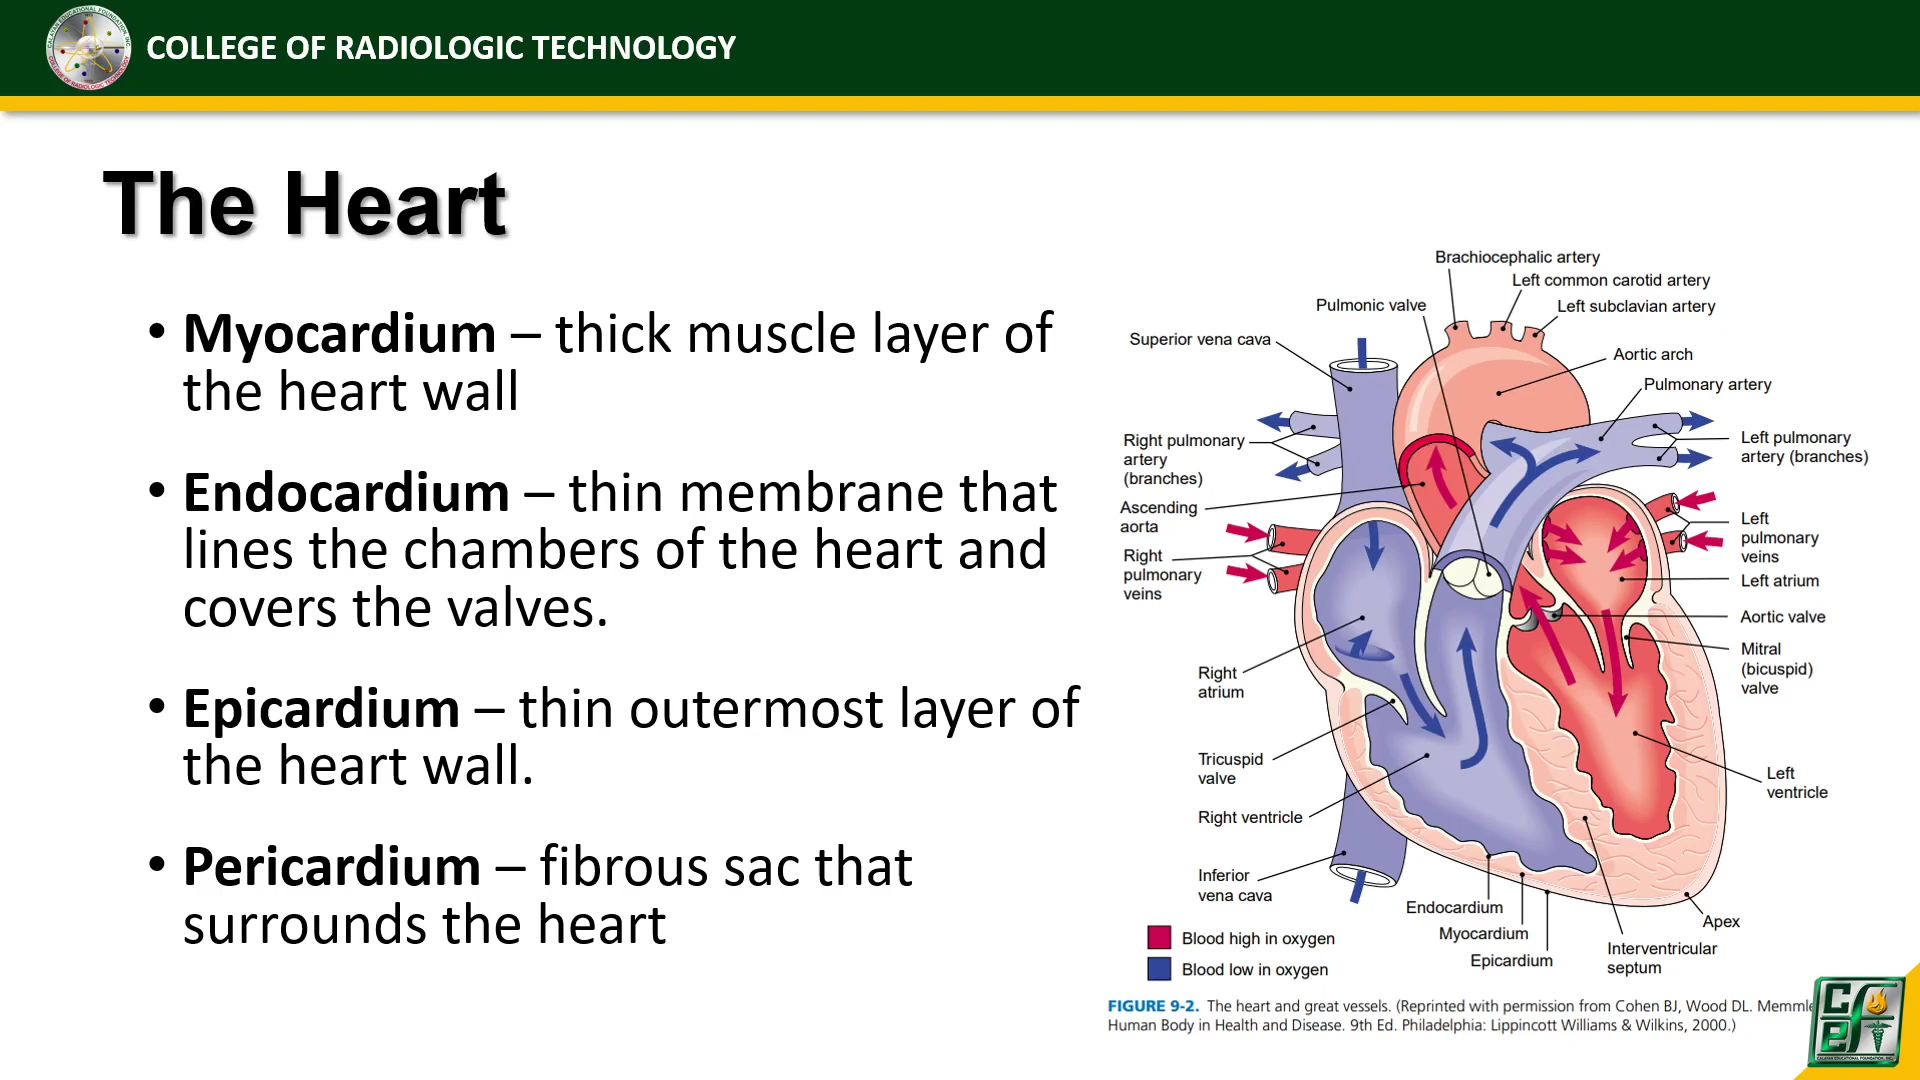 COLLEGE OF RADIOLOGIC TECHNOLOGY
The Heart
• Myocardium – thick muscle layer of
the heart wall
• Endocardium – thin membrane that
lines the chambers of the heart and
covers the valves.
• Epicardium – thin outermost layer of
the heart wall.
• Pericardium – fibrous sac that
surrounds the heart
Brachiocephalic artery
Left common carotid artery
Pulmonic valve
Left subclavian artery
Superior vena cava
Aortic arch
Pulmonary artery
Right pulmonary
artery
(branches)
Left pulmonary
artery (branches)
Ascending
aorta
Left
pulmonary
veins
Right
pulmonary
veins
Left atrium
Aortic valve
Mitral
(bicuspid)
valve
Right
atrium
Tricuspid
valve
Left
ventricle
Right ventricle
Inferior
vena cava
Endocardium
Myocardium
Epicardium
Apex
Interventricular
septum
Blood high in oxygen
Blood low in oxygen
FIGURE 9-2. The heart and great vessels. (Reprinted with permission from Cohen BJ, Wood DL. Memmle
Human Body in Health and Disease. 9th Ed. Philadelphia: Lippincott Williams & Wilkins, 2000.)
CEFI
CALAYAN EDUCATIONAL FOUNDATION, INC.